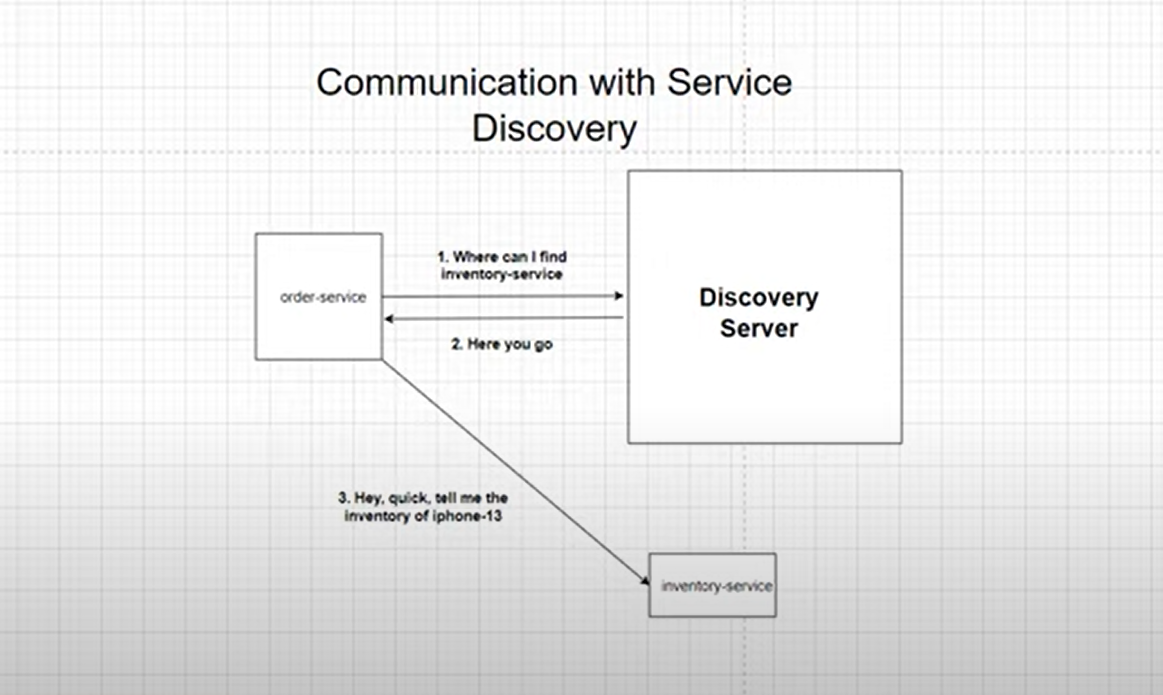 Communication with Service
Discovery
1. Where can I find
inventory-service
order-service
Discovery
Server
2. Here you go
3. Hey, quick, tell me the
inventory of iphone-13
inventory-service